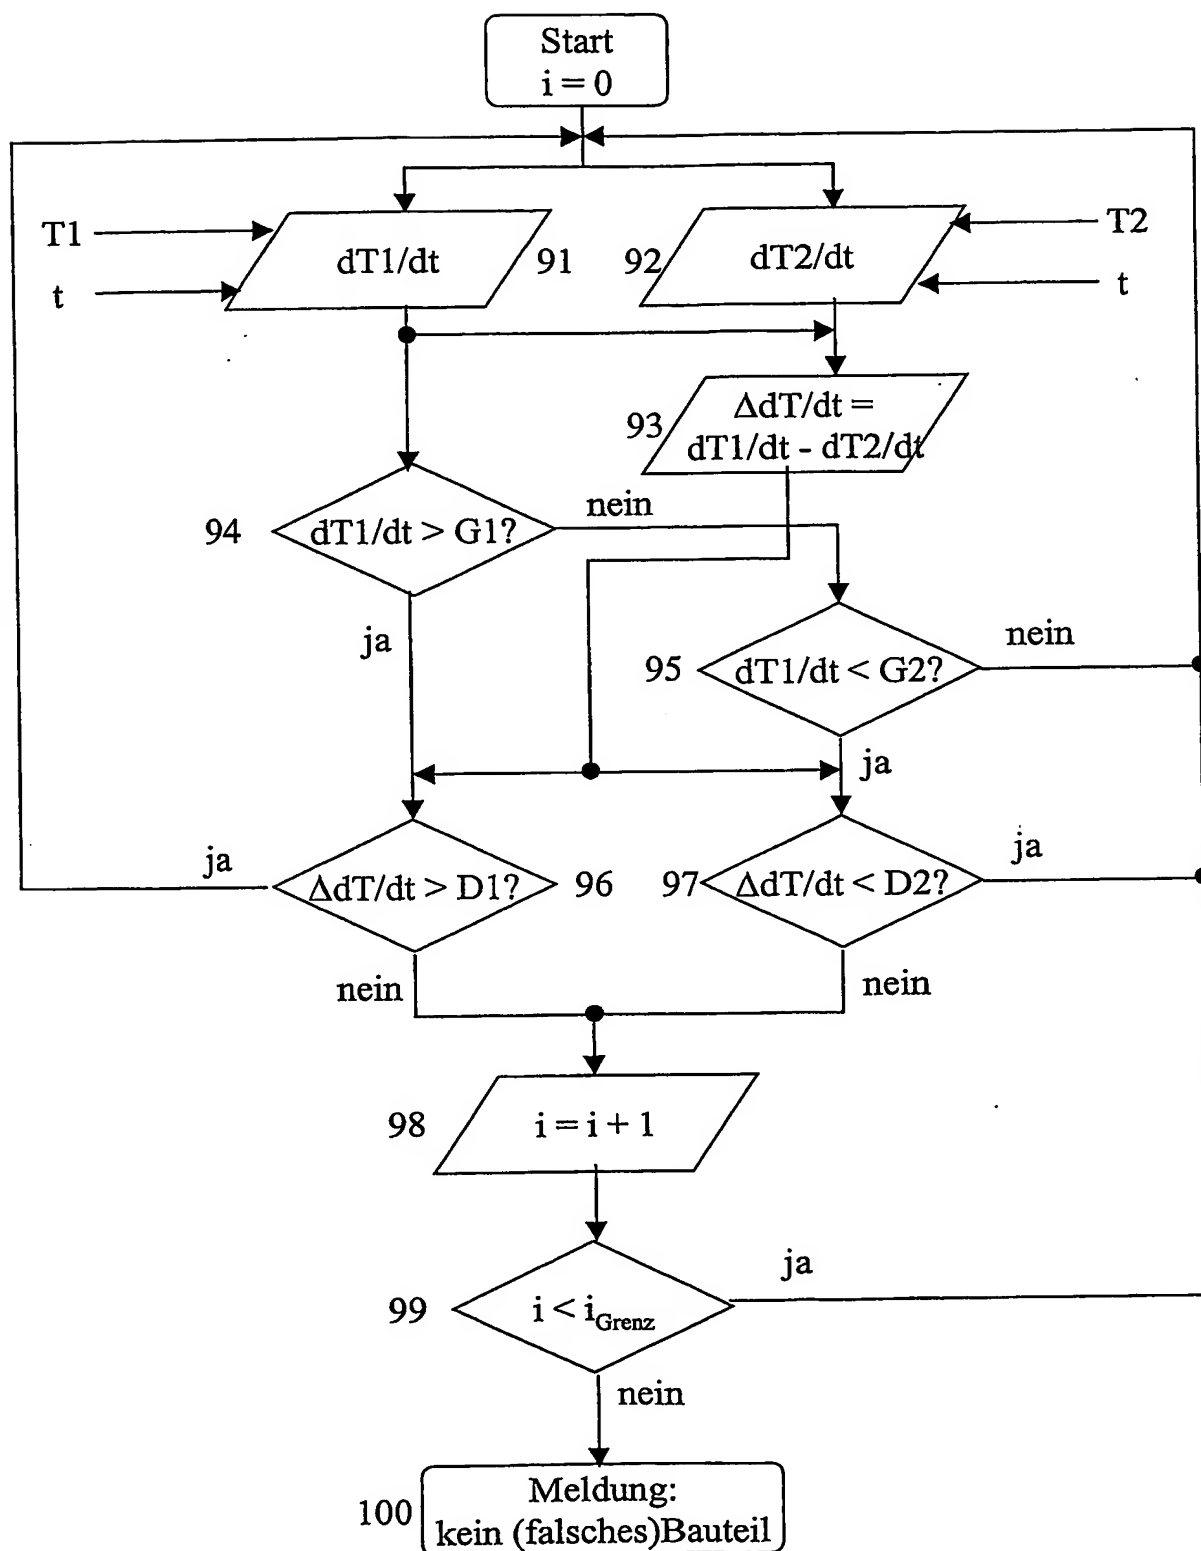 Start
i = 0
T1
t
dT1/dt
91
92
dT2/dt
T2
t
93
ΔdT/dt =
dT1/dt - dT2/dt
94
dT1/dt > G1?
nein
ja
95
dT1/dt < G2?
nein
ja
ja
ΔdT/dt > D1?
96
97
ΔdT/dt < D2?
ja
nein
nein
98
i = i + 1
99
i < iGrenz
ja
nein
100
Meldung:
kein (falsches)Bauteil